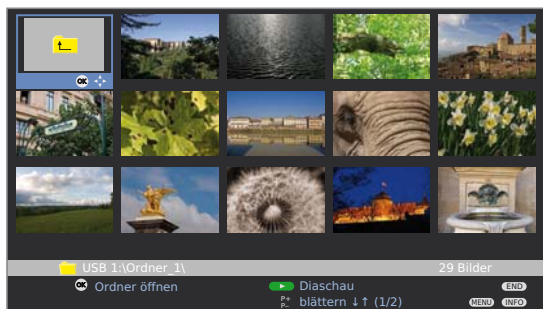 OK
USB 1:\Ordner_1\ 29 Bilder
OK Ordner öffnen Diaschau END
P+ P- blättern ↓↑ (1/2) MENU INFO